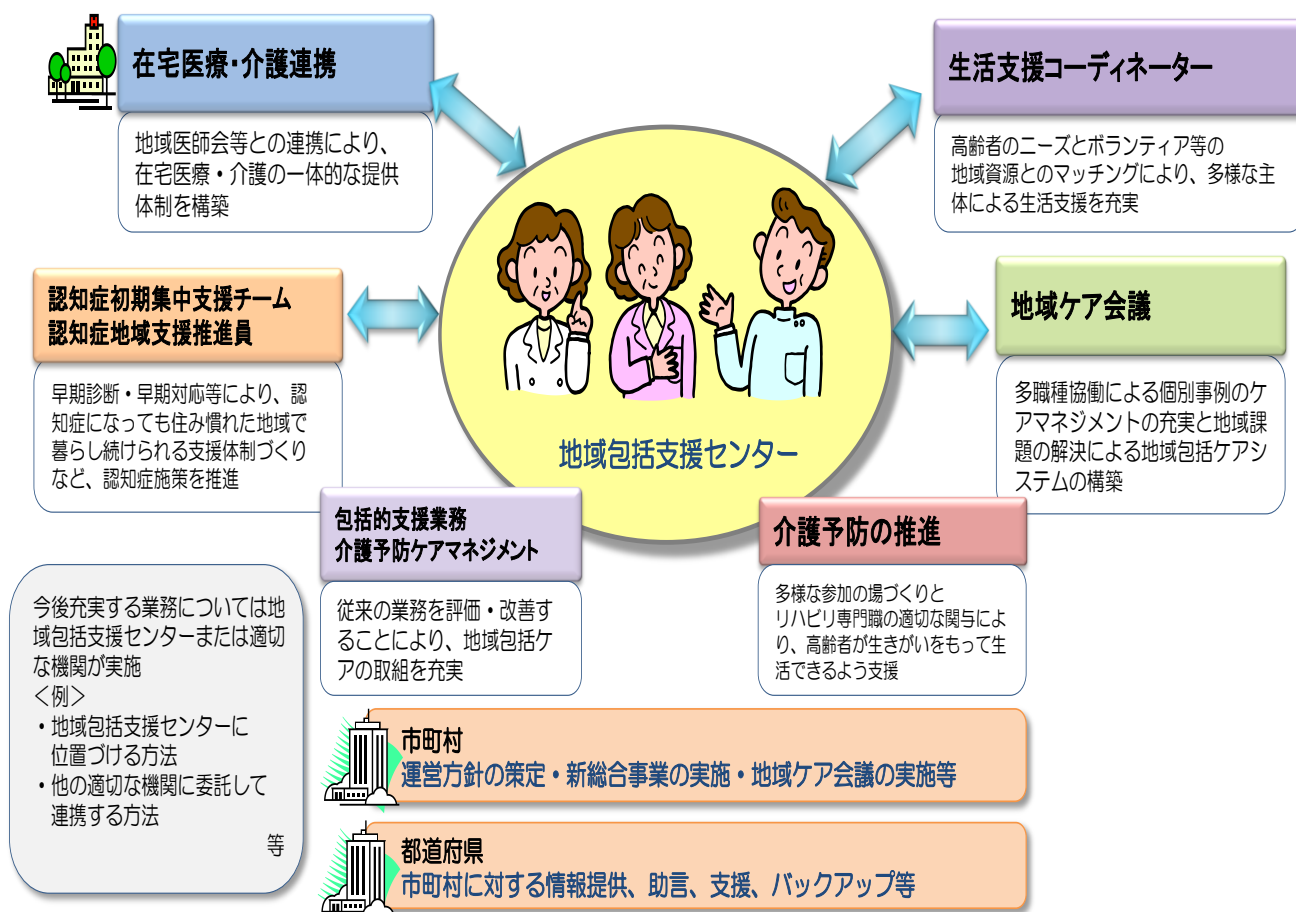 H
在宅医療・介護連携
地域医師会等との連携により、
在宅医療・介護の一体的な提供
体制を構築
生活支援コーディネーター
高齢者のニーズとボランティア等の
地域資源とのマッチングにより、多様な主
体による生活支援を充実
認知症初期集中支援チーム
認知症地域支援推進員
早期診断・早期対応等により、認
知症になっても住み慣れた地域で
暮らし続けられる支援体制づくり
など、認知症施策を推進
地域包括支援センター
地域ケア会議
多職種協働による個別事例のケ
アマネジメントの充実と地域課
題の解決による地域包括ケアシ
ステムの構築
包括的支援業務
介護予防ケアマネジメント
従来の業務を評価・改善す
ることにより、地域包括ケ
アの取組を充実
介護予防の推進
多様な参加の場づくりと
リハビリ専門職の適切な関与によ
り、高齢者が生きがいをもって生
活できるよう支援
今後充実する業務については地
域包括支援センターまたは適切
な機関が実施
＜例＞
・地域包括支援センターに
位置づける方法
・他の適切な機関に委託して
連携する方法
等
市町村
運営方針の策定・新総合事業の実施・地域ケア会議の実施等
都道府県
市町村に対する情報提供、助言、支援、バックアップ等